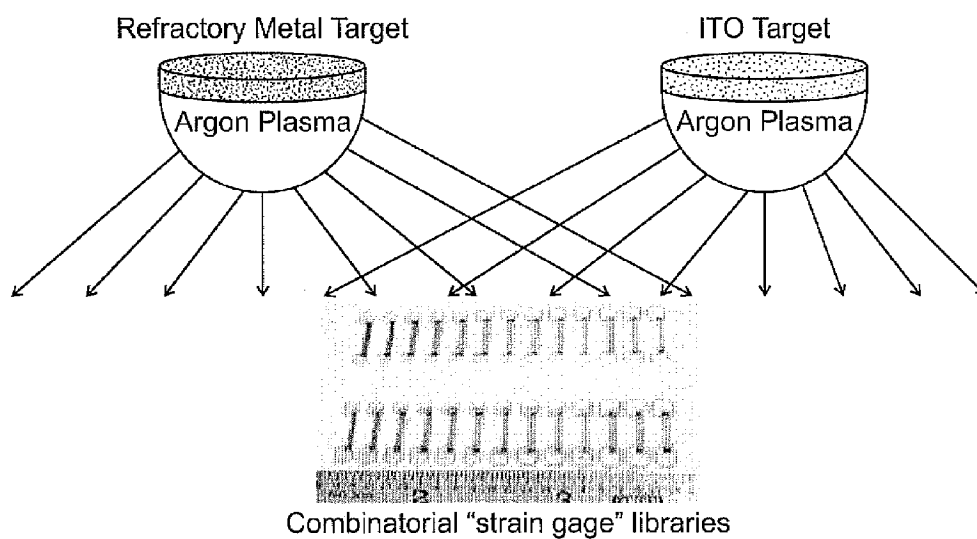 Refractory Metal Target
ITO Target
Argon Plasma
Argon Plasma
Combinatorial “strain gage” libraries